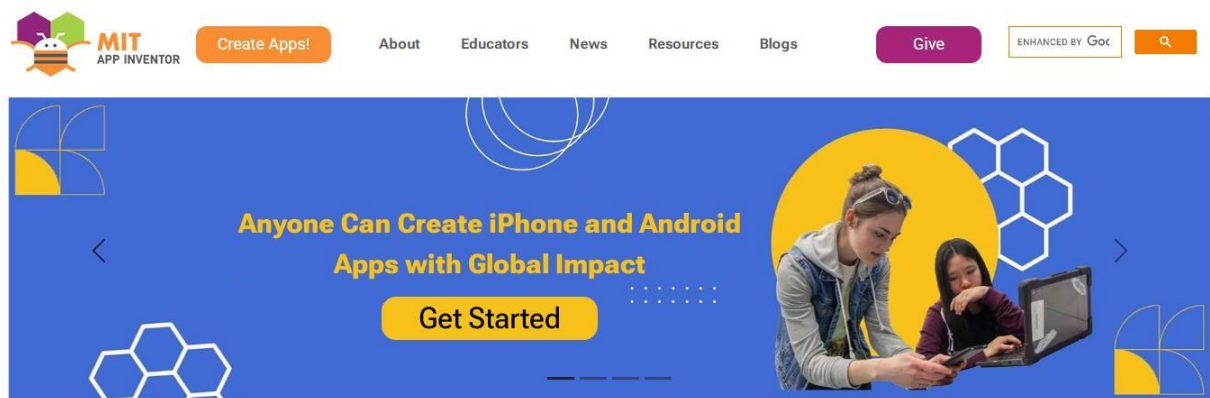 MIT
APP INVENTOR
Create Apps!
About
Educators
News
Resources
Blogs
Give
ENHANCED BY
Anyone Can Create iPhone and Android
Apps with Global Impact
Get Started